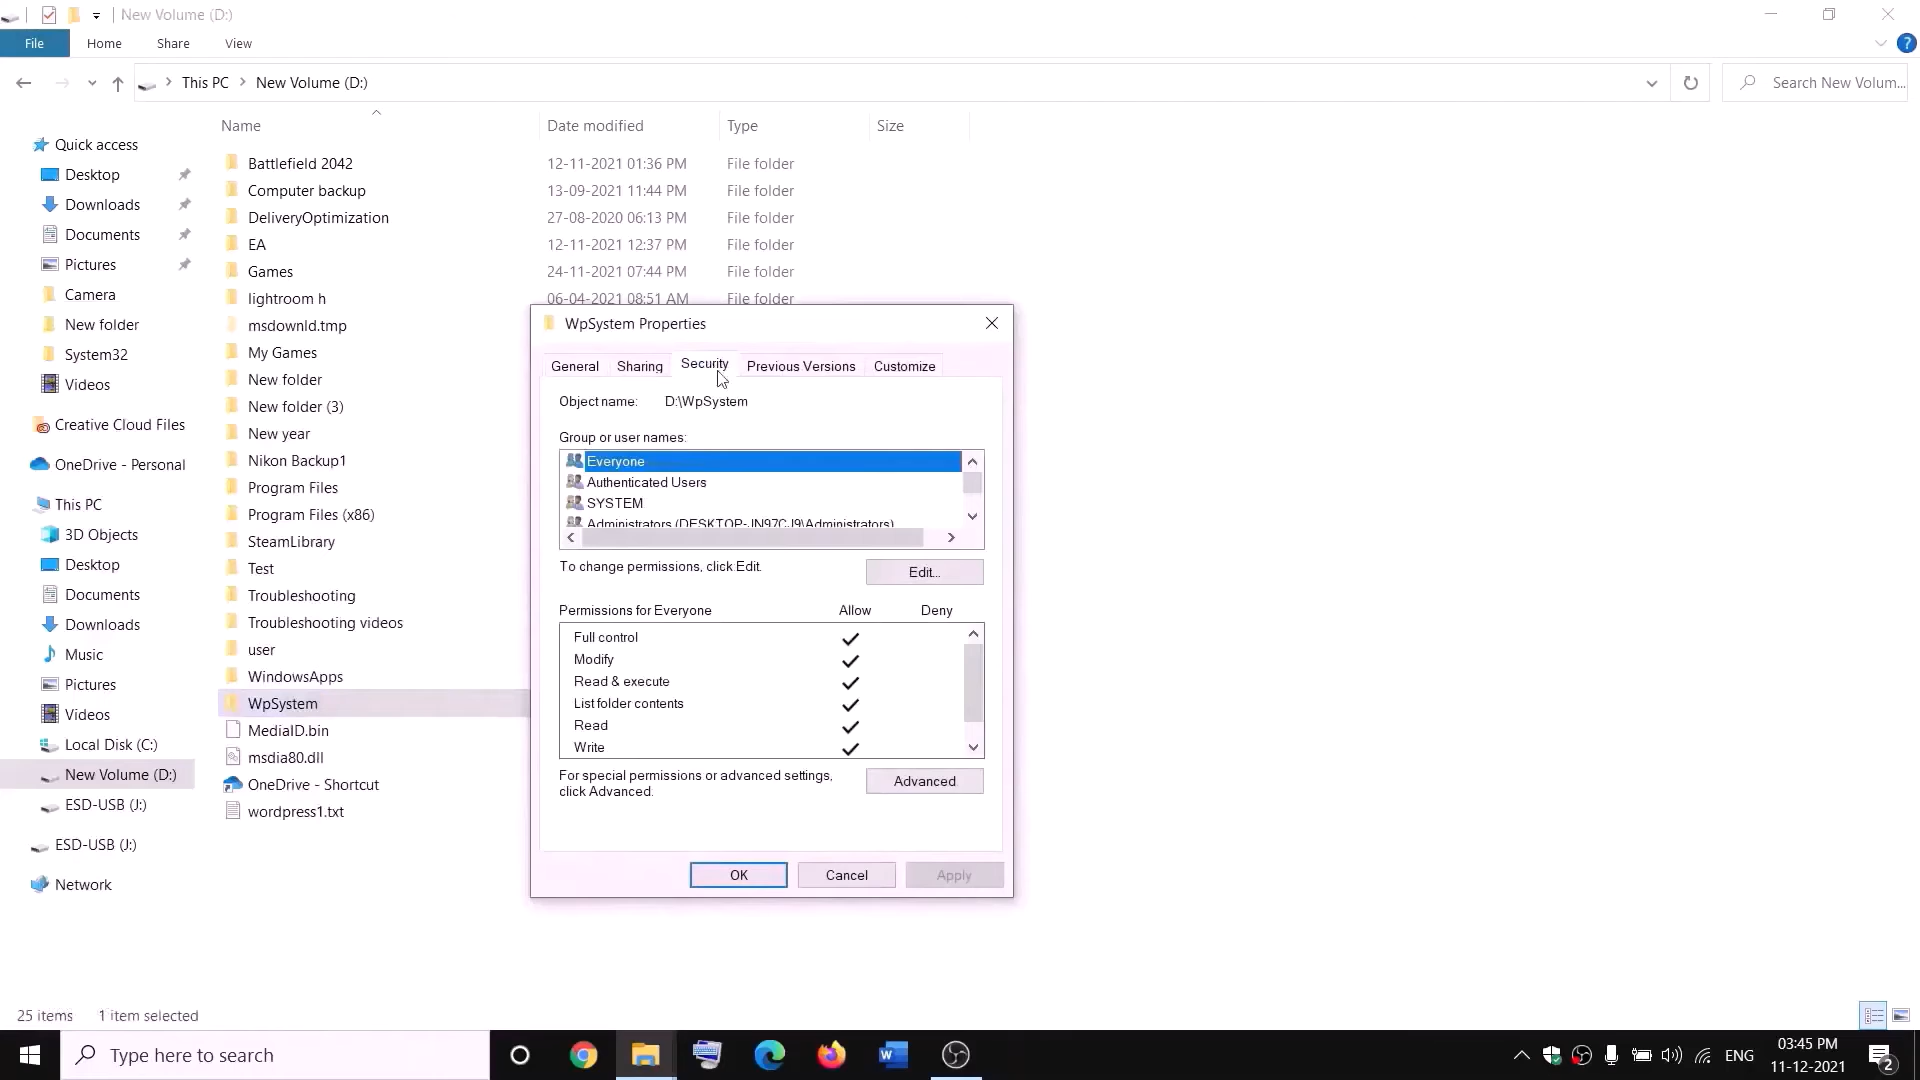 New Volume (D:)
File Home Share View
This PC New Volume (D:) Search New Volum...
Name Date modified Type Size
Quick access
Desktop
Downloads
Documents
Pictures
Camera
New folder
System32
Videos
Creative Cloud Files
OneDrive - Personal
This PC
3D Objects
Desktop
Documents
Downloads
Music
Pictures
Videos
Local Disk (C:)
New Volume (D:)
ESD-USB (J:)
ESD-USB (J:)
Network
Battlefield 2042 12-11-2021 01:36 PM File folder
Computer backup 13-09-2021 11:44 PM File folder
DeliveryOptimization 27-08-2020 06:13 PM File folder
EA 12-11-2021 12:37 PM File folder
Games 24-11-2021 07:44 PM File folder
lightroom h 06-04-2021 08:51 AM File folder
msdownld.tmp
My Games
New folder
New folder (3)
New year
Nikon Backup1
Program Files
Program Files (x86)
SteamLibrary
Test
Troubleshooting
Troubleshooting videos
user
WindowsApps
WpSystem
MediaID.bin
msdia80.dll
OneDrive - Shortcut
wordpress1.txt
WpSystem Properties
General Sharing Security Previous Versions Customize
Object name: D:\WpSystem
Group or user names:
Everyone
Authenticated Users
SYSTEM
Administrators (DESKTOP-JN97CJ9\Administrators)
To change permissions, click Edit.
Edit...
Permissions for Everyone Allow Deny
Full control
Modify
Read & execute
List folder contents
Read
Write
For special permissions or advanced settings,
click Advanced.
Advanced
OK Cancel Apply
25 items 1 item selected
Type here to search
ENG
03:45 PM
11-12-2021
2